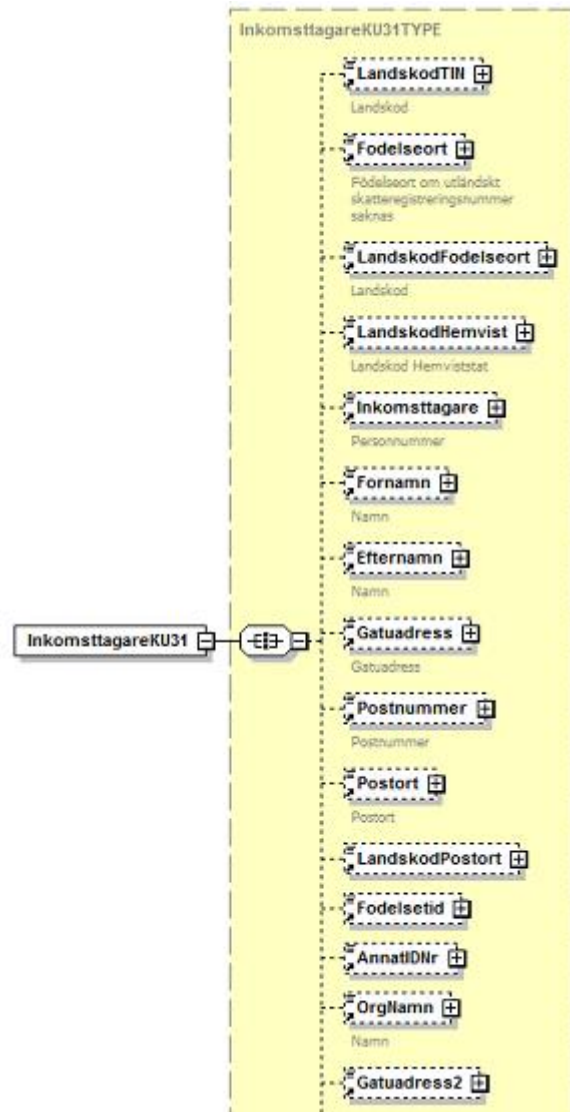 InkomsttagareKU31TYPE
LandskodTIN
Landskod
Fodelseort
Födelseort om utländskt
skatteregistreringsnummer
saknas
LandskodFodelseort
Landskod
LandskodHemvist
Landskod Hemviststat
Inkomsttagare
Personnummer
Fornamn
Namn
Efternamn
Namn
InkomsttagareKU31
Gatuadress
Gatuadress
Postnummer
Postnummer
Postort
Postort
LandskodPostort
Fodelsetid
AnnatIDNr
OrgNamn
Namn
Gatuadress2